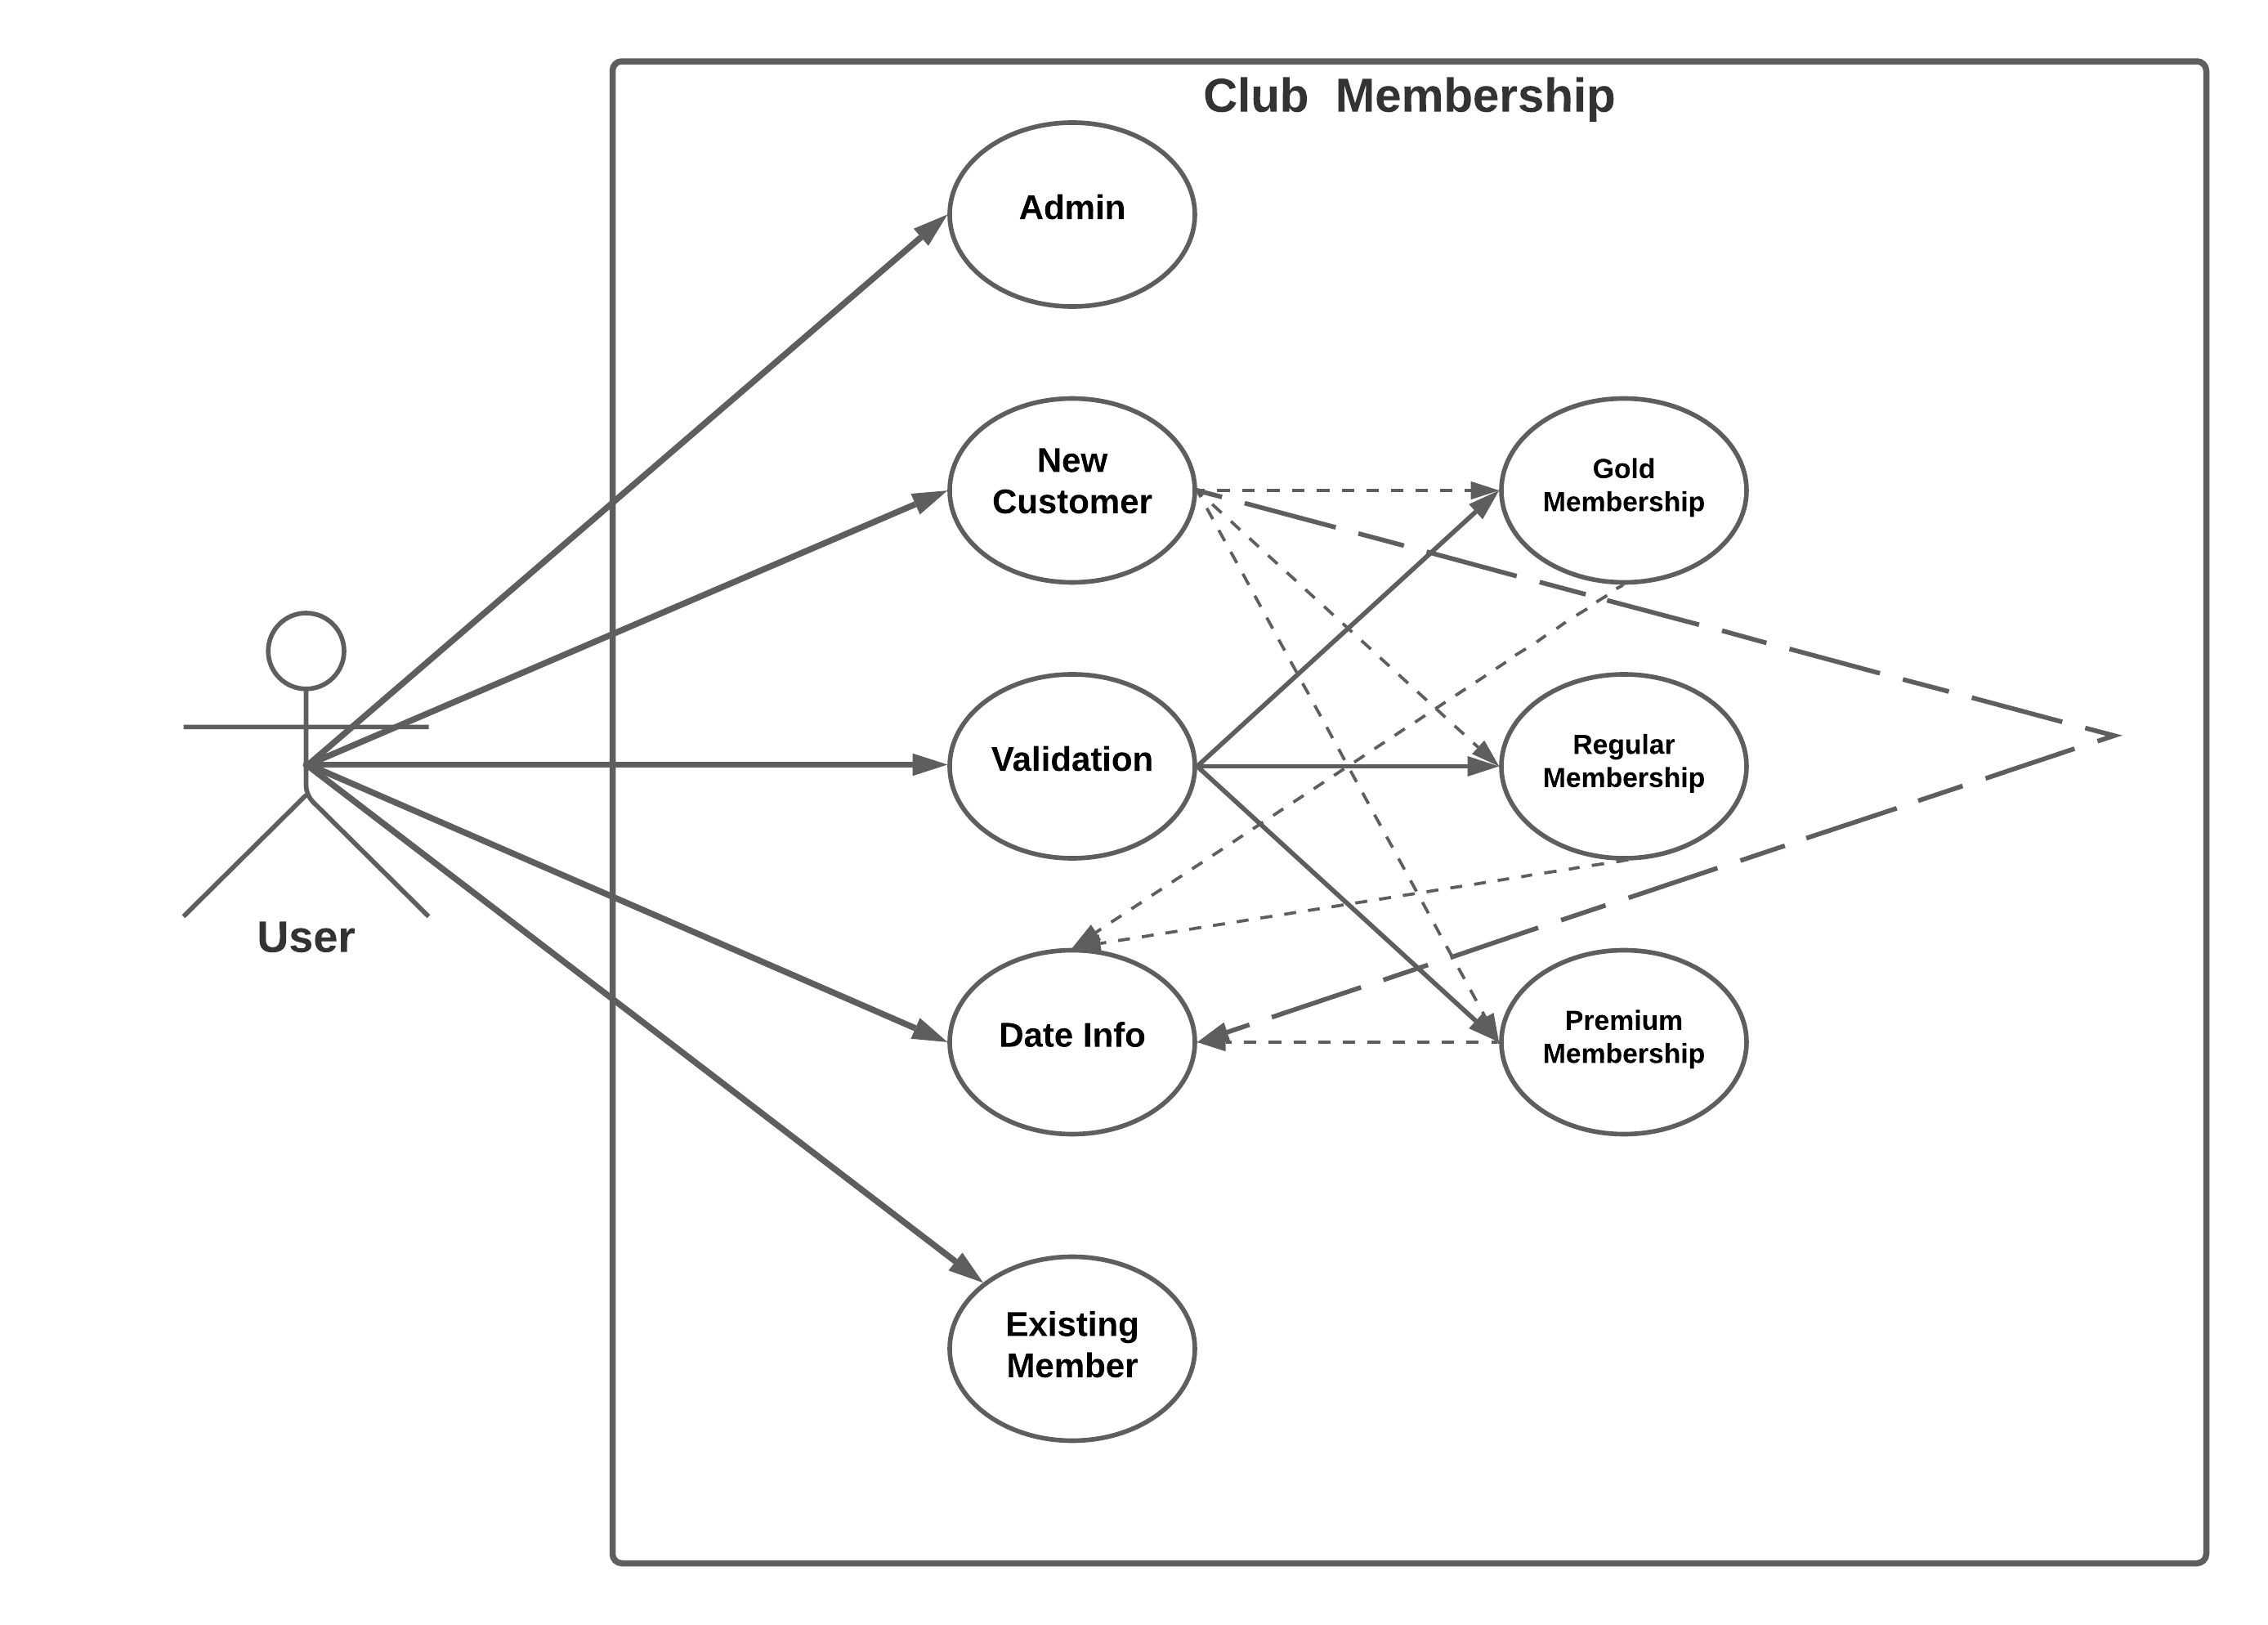 Club Membership
Admin
New
Customer
Gold
Membership
Validation
Regular
Membership
User
Date Info
Premium
Membership
Existing
Member